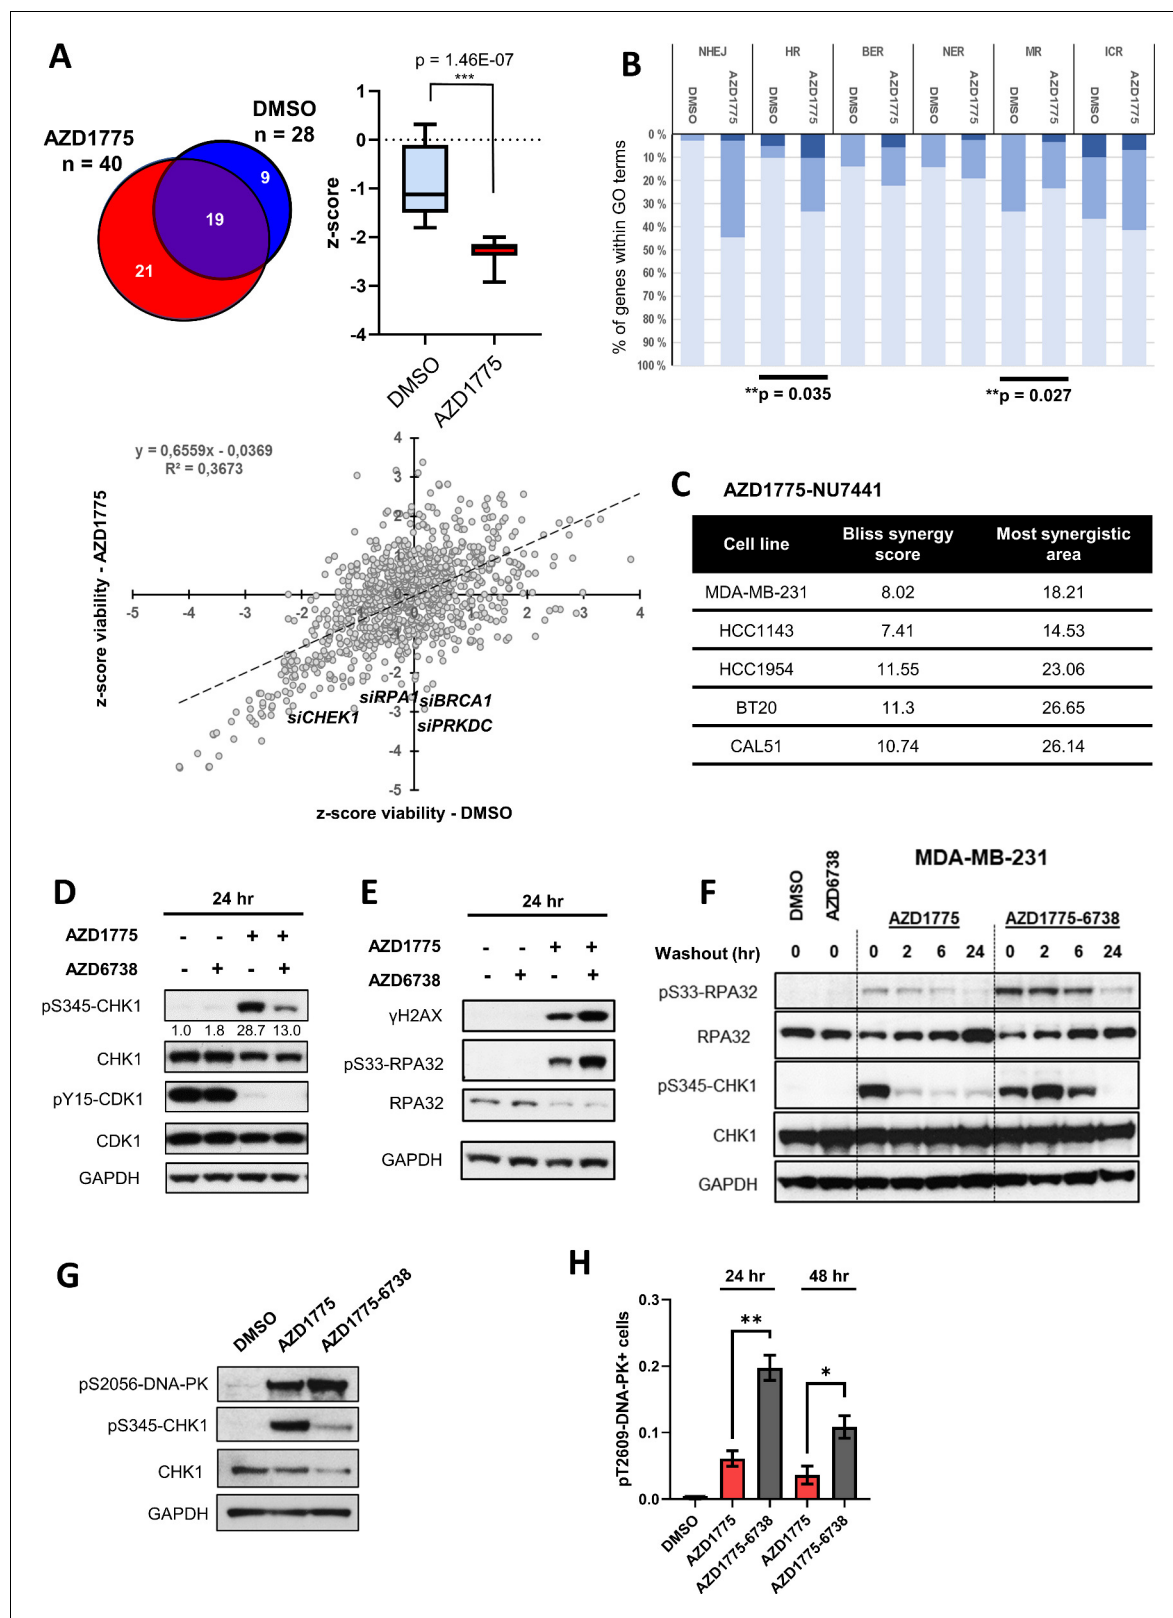 A
AZD1775
n = 40
DMSO
n = 28
9
19
21
p = 1.46E-07
***
z-score
1
0
-1
-2
-3
-4
DMSO
AZD1775
B
NHEJ
HR
BER
NER
MR
ICR
DMSO
AZD1775
DMSO
AZD1775
DMSO
AZD1775
DMSO
AZD1775
DMSO
AZD1775
DMSO
AZD1775
% of genes within GO terms
0 %
10 %
20 %
30 %
40 %
50 %
60 %
70 %
80 %
90 %
100 %
**p = 0.035
**p = 0.027
y = 0,6559x - 0,0369
R² = 0,3673
z-score viability - AZD1775
4
3
2
1
0
-1
-2
-3
-4
-5
-5
-4
-3
-2
-1
1
2
3
4
siCHEK1
siRPA1
siBRCA1
siPRKDC
z-score viability - DMSO
C
AZD1775-NU7441
Cell line Bliss synergy score Most synergistic area
MDA-MB-231 8.02 18.21
HCC1143 7.41 14.53
HCC1954 11.55 23.06
BT20 11.3 26.65
CAL51 10.74 26.14
D
24 hr
AZD1775 - - + +
AZD6738 - + - +
pS345-CHK1
1.0 1.8 28.7 13.0
CHK1
pY15-CDK1
CDK1
GAPDH
E
24 hr
AZD1775 - - + +
AZD6738 - + - +
γH2AX
pS33-RPA32
RPA32
GAPDH
F
MDA-MB-231
DMSO
AZD6738
AZD1775
AZD1775-6738
Washout (hr) 0 0 0 2 6 24 0 2 6 24
pS33-RPA32
RPA32
pS345-CHK1
CHK1
GAPDH
G
DMSO
AZD1775
AZD1775-6738
pS2056-DNA-PK
pS345-CHK1
CHK1
GAPDH
H
24 hr
48 hr
pT2609-DNA-PK+ cells
0.3
0.2
0.1
0.0
**
*
DMSO
AZD1775
AZD1775-6738
AZD1775
AZD1775-6738